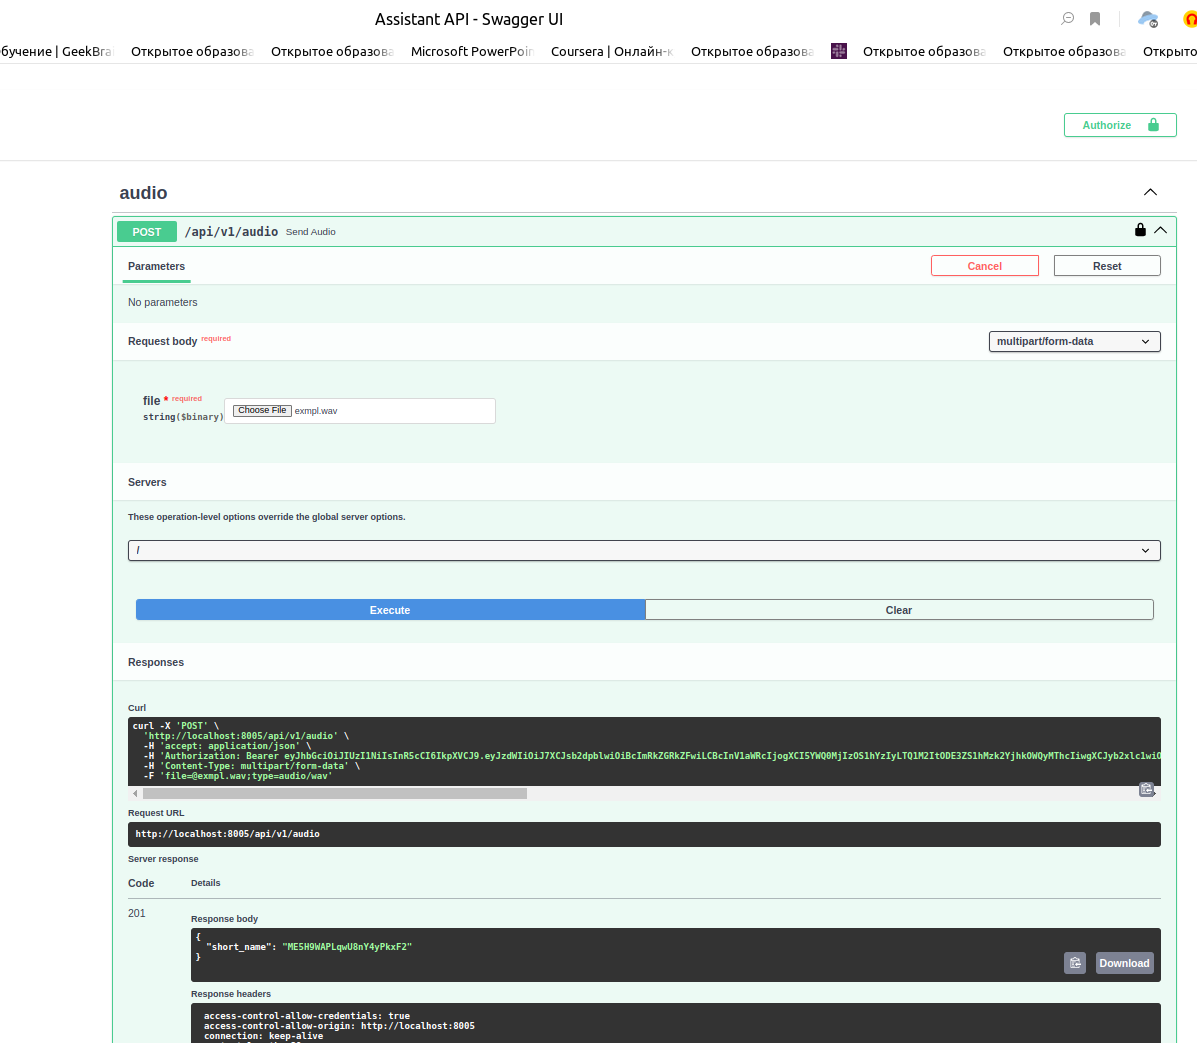 Assistant API - Swagger UI
бучение | GeekBra
Открытое образова
Открытое образова
Microsoft PowerPoin
Coursera | Онлайн-к
Открытое образова
Открытое образова
Открытое образова
Открыто
Authorize
audio
POST /api/v1/audio Send Audio
Parameters
Cancel
Reset
No parameters
Request body required
multipart/form-data
file * required
string($binary)
Choose File exmpl.wav
Servers
These operation-level options override the global server options.
/
Execute
Clear
Responses
Curl
curl -X 'POST' \
'http://localhost:8005/api/v1/audio' \
-H 'accept: application/json' \
-H 'Authorization: Bearer
-H 'Content-Type: multipart/form-data' \
-F 'file=@exmpl.wav;type=audio/wav'
Request URL
http://localhost:8005/api/v1/audio
Server response
Code Details
201
Response body
{
"short_name": "ME5H9WAPLqwU8nY4yPkxF2"
}
Download
Response headers
access-control-allow-credentials: true
access-control-allow-origin: http://localhost:8005
connection: keep-alive